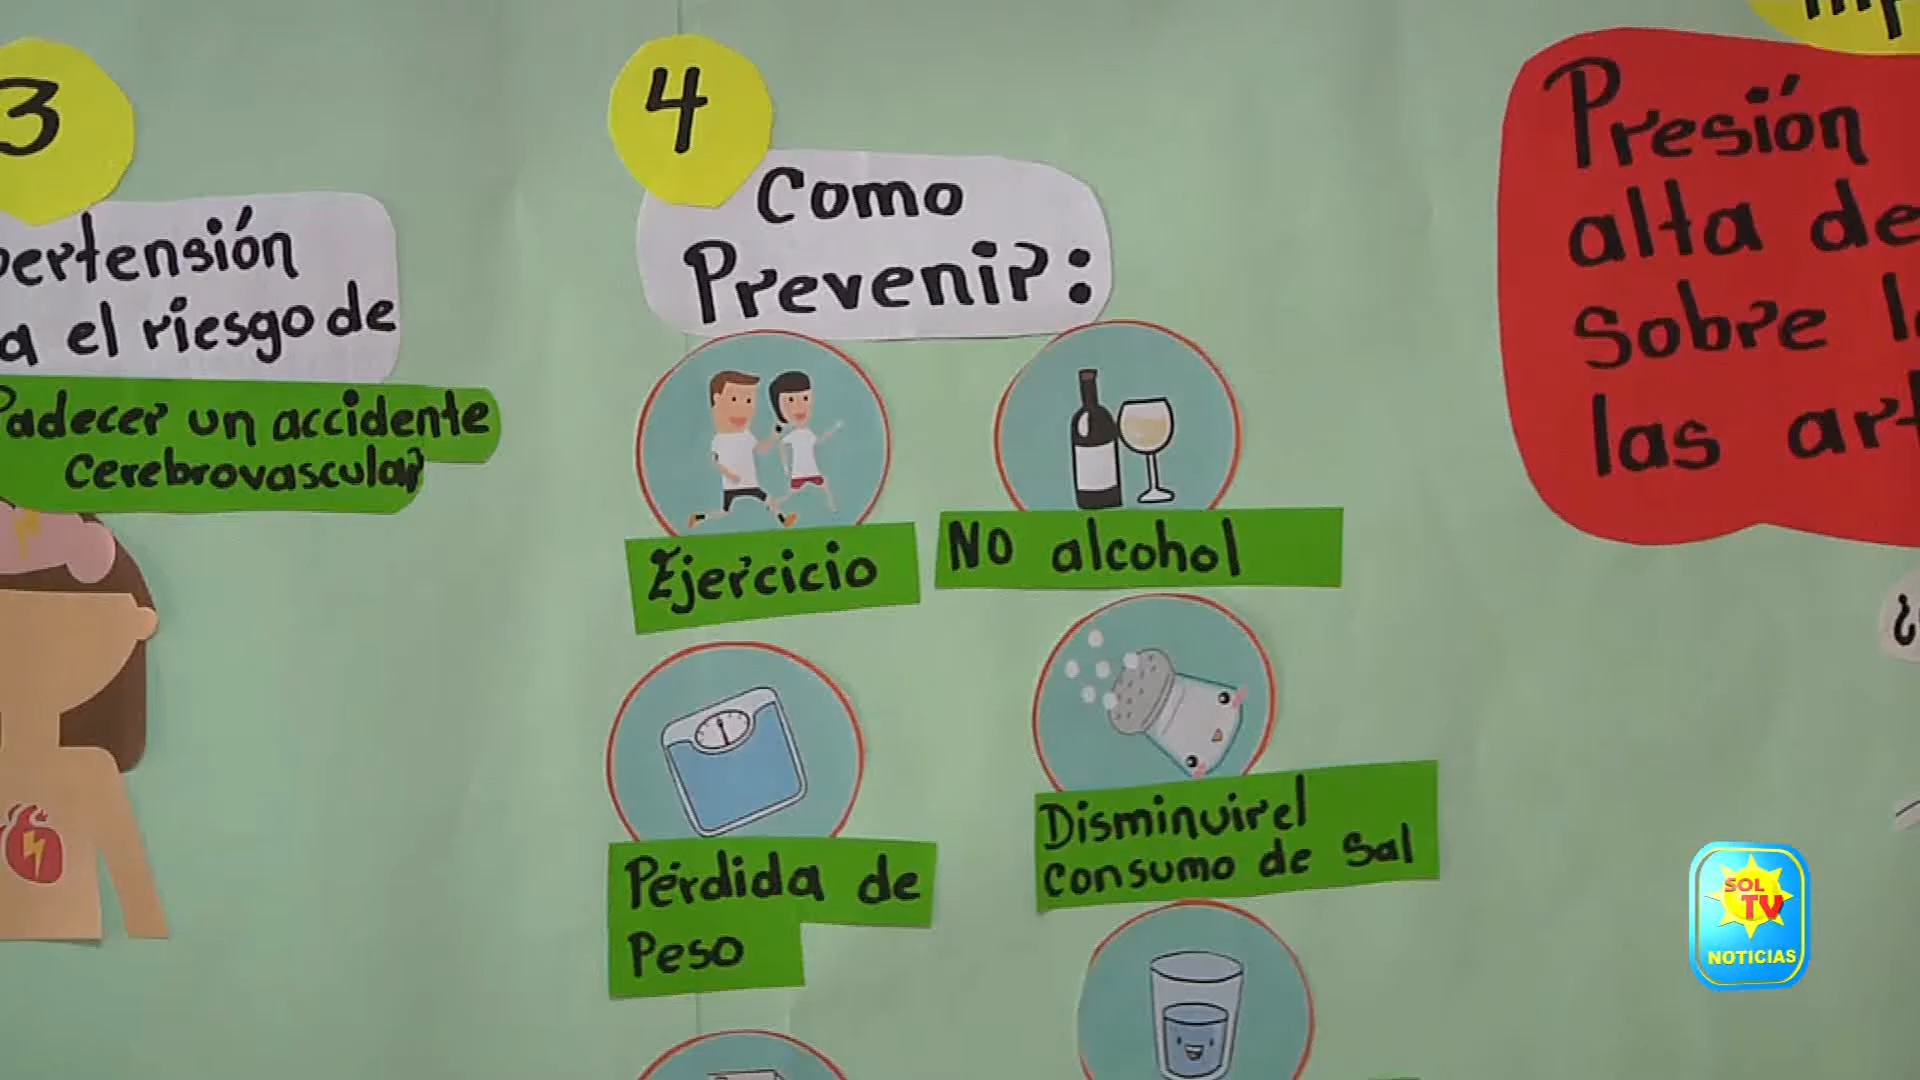 3
pertensión
a el riesgo de
Padecer un accidente
cerebrovascular
4
Como
Prevenir:
Ejercicio
No alcohol
Pérdida de
Peso
Disminuir el
consumo de Sal
Presión
alta de
Sobre
las art
¿
SOL
TV
NOTICIAS